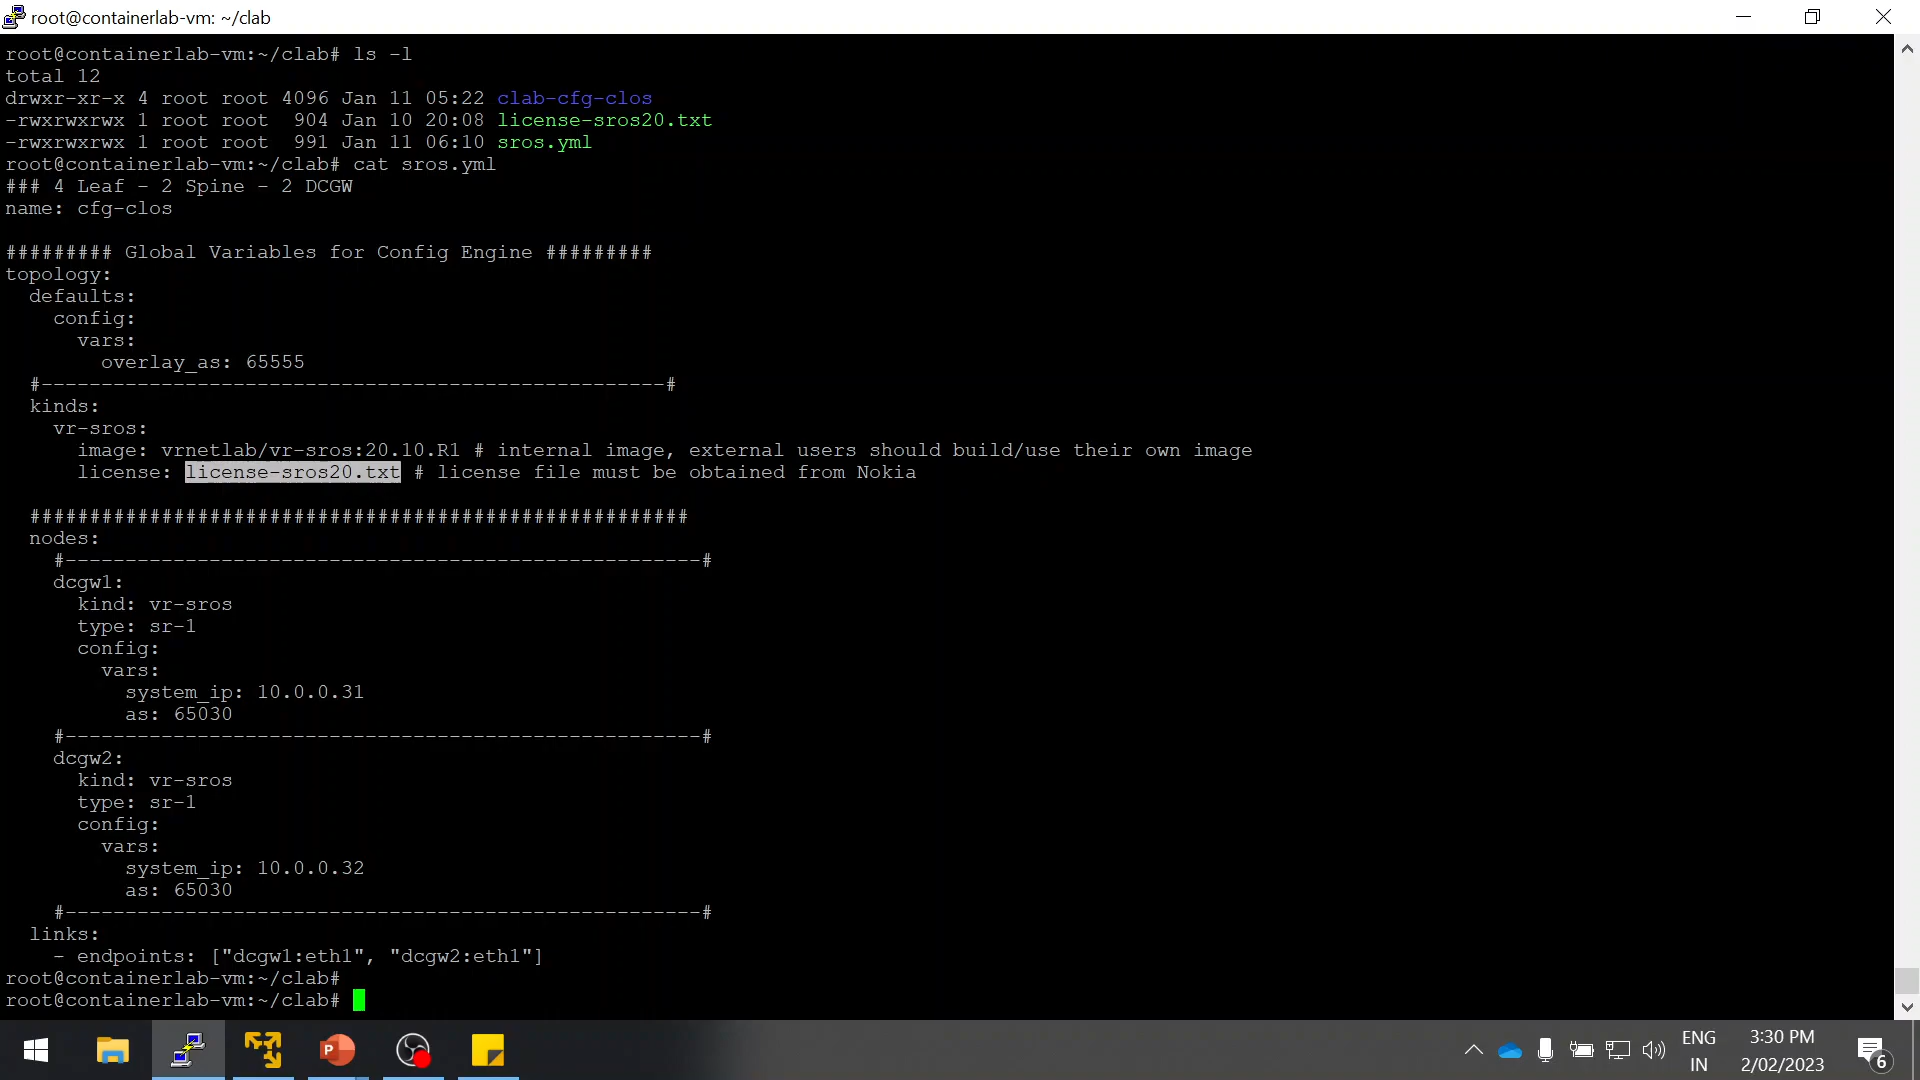 root@containerlab-vm: ~/clab
root@containerlab-vm:~/clab# ls -l
total 12
drwxr-xr-x 4 root root 4096 Jan 11 05:22 clab-cfg-clos
-rwxrwxrwx 1 root root  904 Jan 10 20:08 license-sros20.txt
-rwxrwxrwx 1 root root  991 Jan 11 06:10 sros.yml
root@containerlab-vm:~/clab# cat sros.yml
### 4 Leaf - 2 Spine - 2 DCGW
name: cfg-clos
######### Global Variables for Config Engine #########
topology:
  defaults:
    config:
      vars:
        overlay_as: 65555
  #----------------------------------------------------#
  kinds:
    vr-sros:
      image: vrnetlab/vr-sros:20.10.R1 # internal image, external users should build/use their own image
      license: license-sros20.txt # license file must be obtained from Nokia
  #######################################################
  nodes:
    #-----------------------------------------------------#
    dcgw1:
      kind: vr-sros
      type: sr-1
      config:
        vars:
          system_ip: 10.0.0.31
          as: 65030
    #-----------------------------------------------------#
    dcgw2:
      kind: vr-sros
      type: sr-1
      config:
        vars:
          system_ip: 10.0.0.32
          as: 65030
    #-----------------------------------------------------#
  links:
    - endpoints: ["dcgw1:eth1", "dcgw2:eth1"]
root@containerlab-vm:~/clab#
root@containerlab-vm:~/clab#
P
ENG
IN
3:30 PM
2/02/2023
6